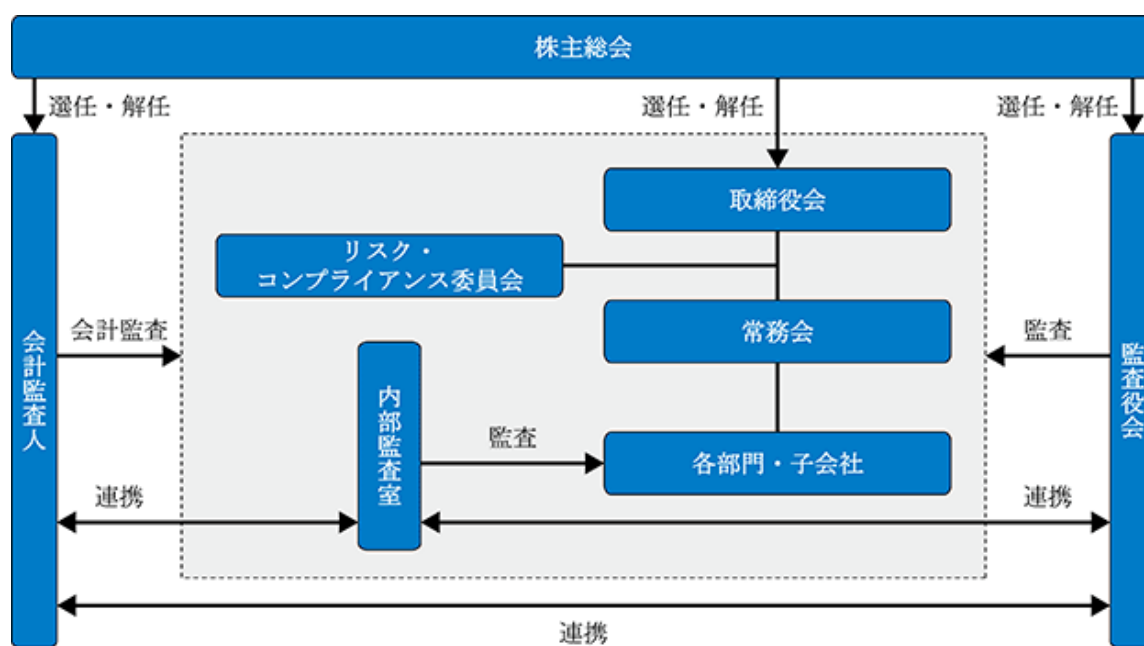 株主総会
選任・解任
選任・解任
選任・解任
取締役会
リスク・
コンプライアンス委員会
常務会
会計監査人
会計監査
内部監査室
監査
各部門・子会社
監査
監査役会
連携
連携
連携